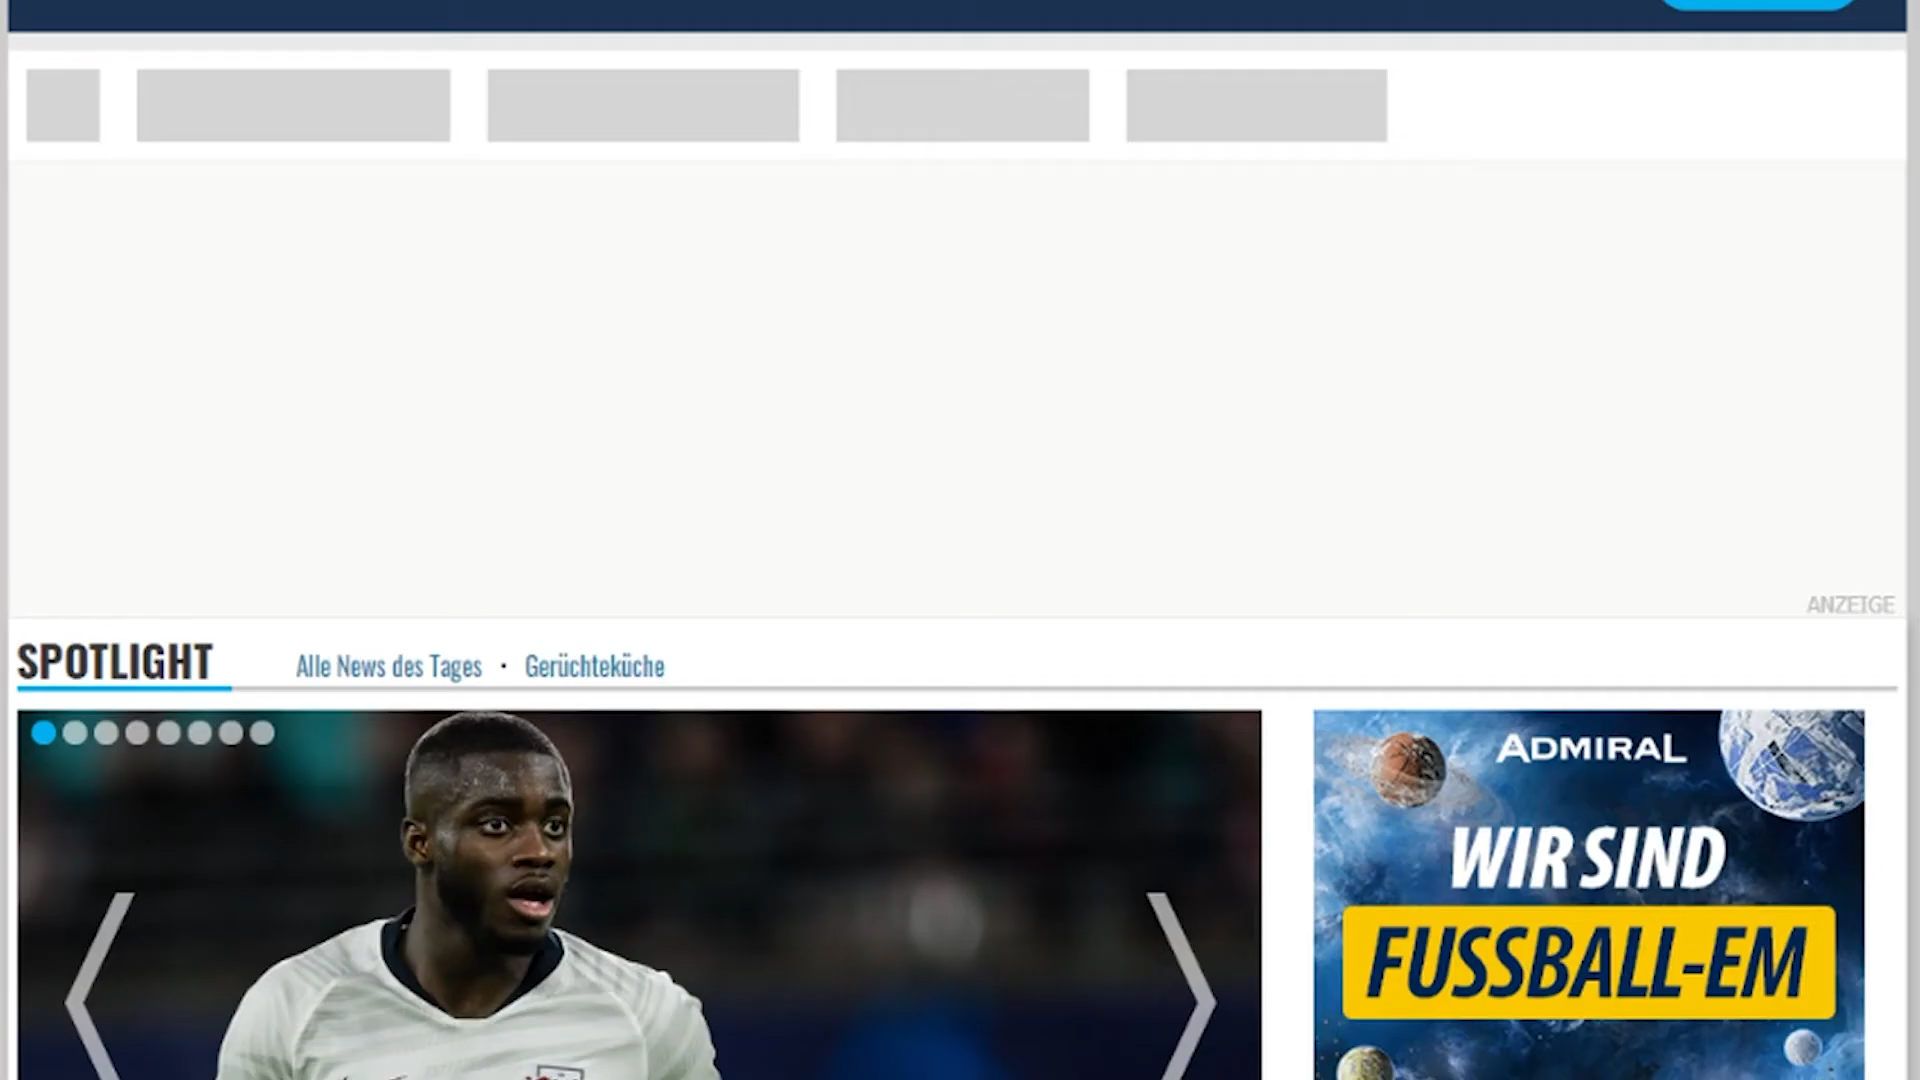 ANZEIGE
SPOTLIGHT
Alle News des Tages • Gerüchteküche
ADMIRAL
WIR SIND
FUSSBALL-EM